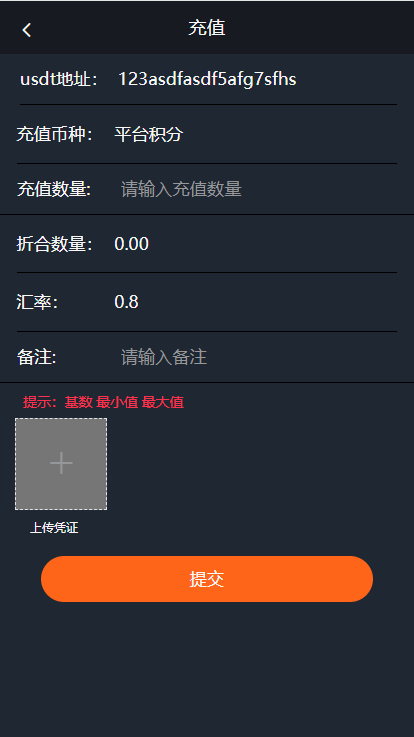 充值
usdt地址： 123asdfasdf5afg7sfhs
充值币种： 平台积分
充值数量: 请输入充值数量
折合数量： 0.00
汇率： 0.8
备注: 请输入备注
提示：基数 最小值 最大值
上传凭证
提交